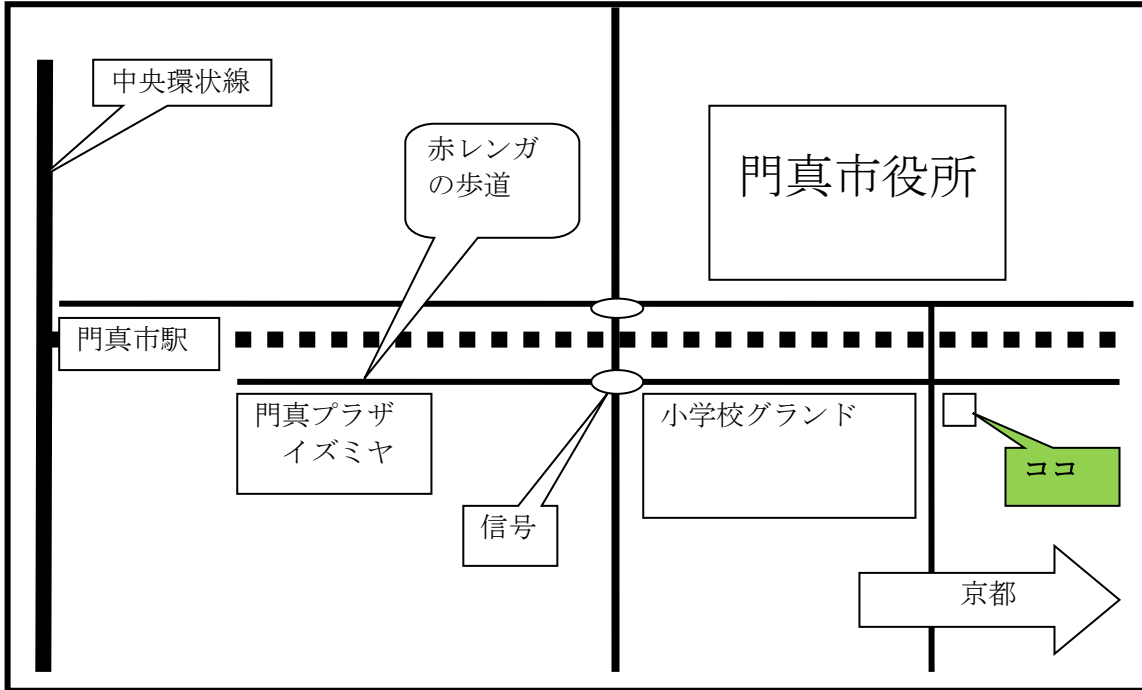 中央環状線
赤レンガ
の歩道
門真市役所
門真市駅
門真プラザ
イズミヤ
小学校グランド
ココ
信号
京都